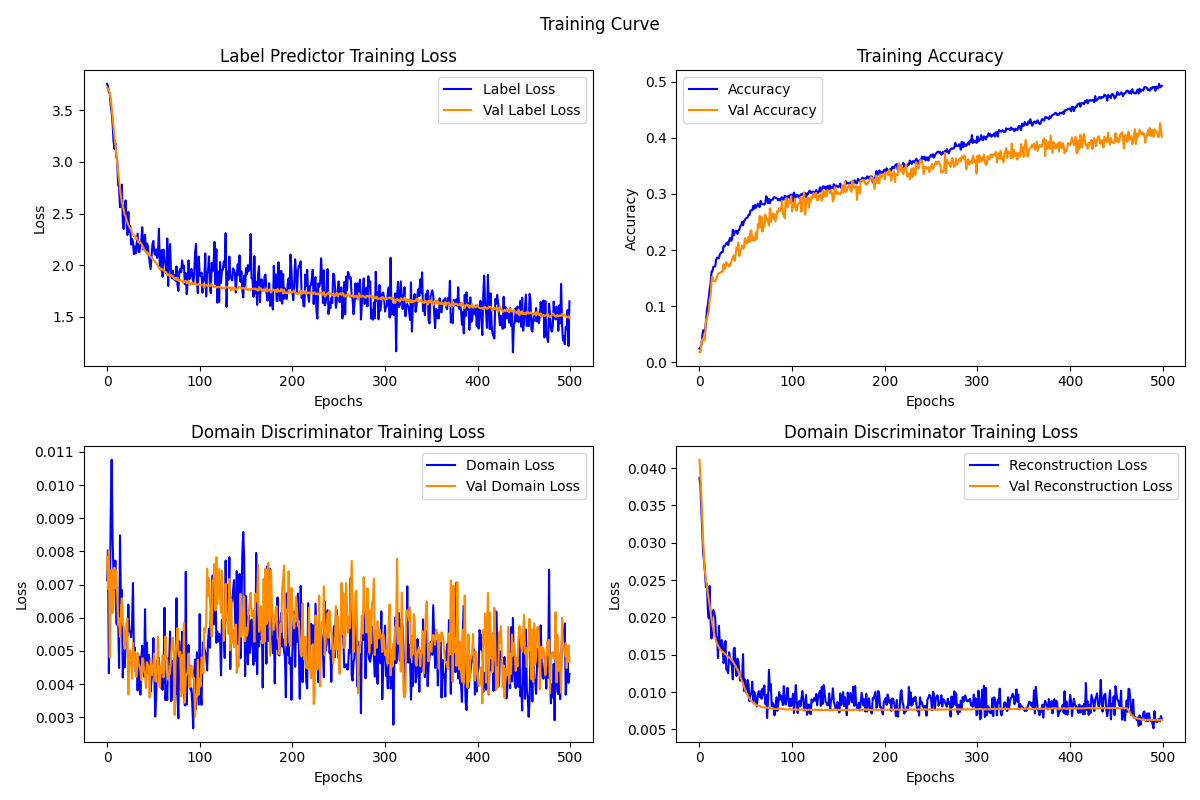 Training Curve
Label Predictor Training Loss
Loss
3.5
3.0
2.5
2.0
1.5
Label Loss
Val Label Loss
0 100 200 300 400 500
Epochs
Training Accuracy
Accuracy
0.5
0.4
0.3
0.2
0.1
0.0
Accuracy
Val Accuracy
0 100 200 300 400 500
Epochs
Domain Discriminator Training Loss
Loss
0.011
0.010
0.009
0.008
0.007
0.006
0.005
0.004
0.003
Domain Loss
Val Domain Loss
0 100 200 300 400 500
Epochs
Domain Discriminator Training Loss
Loss
0.040
0.035
0.030
0.025
0.020
0.015
0.010
0.005
Reconstruction Loss
Val Reconstruction Loss
0 100 200 300 400 500
Epochs